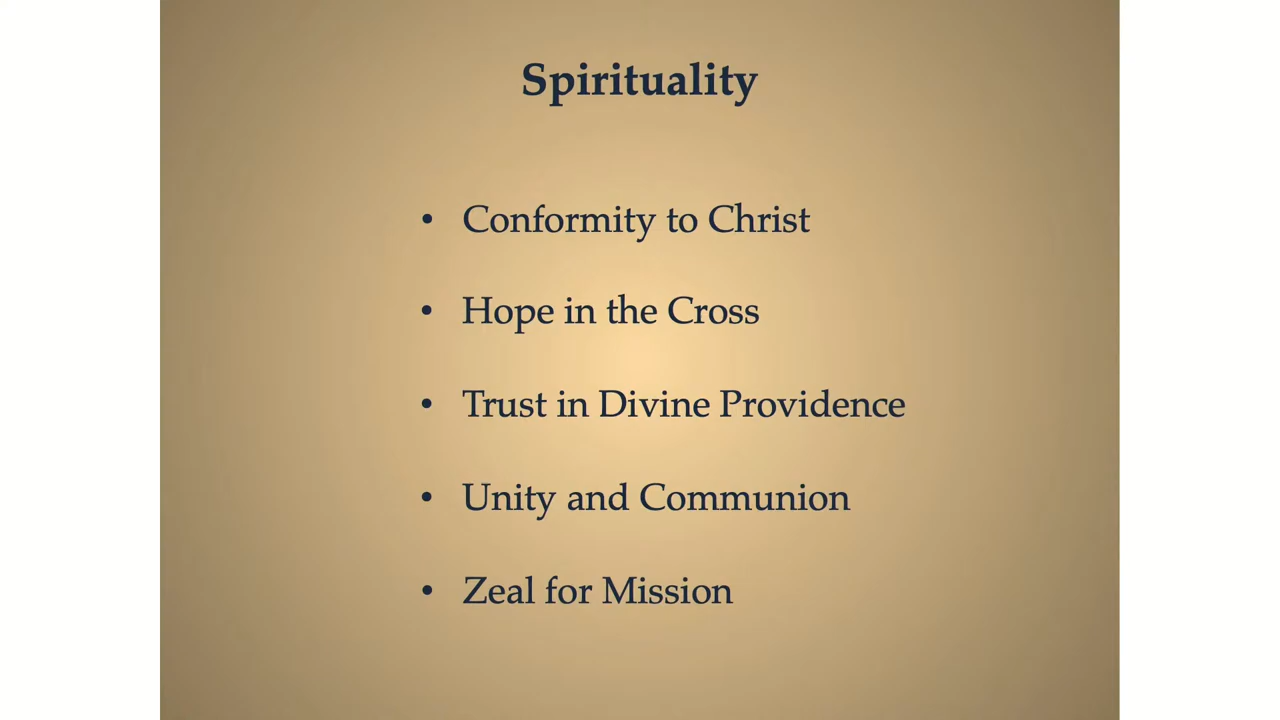 Spirituality
• Conformity to Christ
• Hope in the Cross
• Trust in Divine Providence
• Unity and Communion
• Zeal for Mission